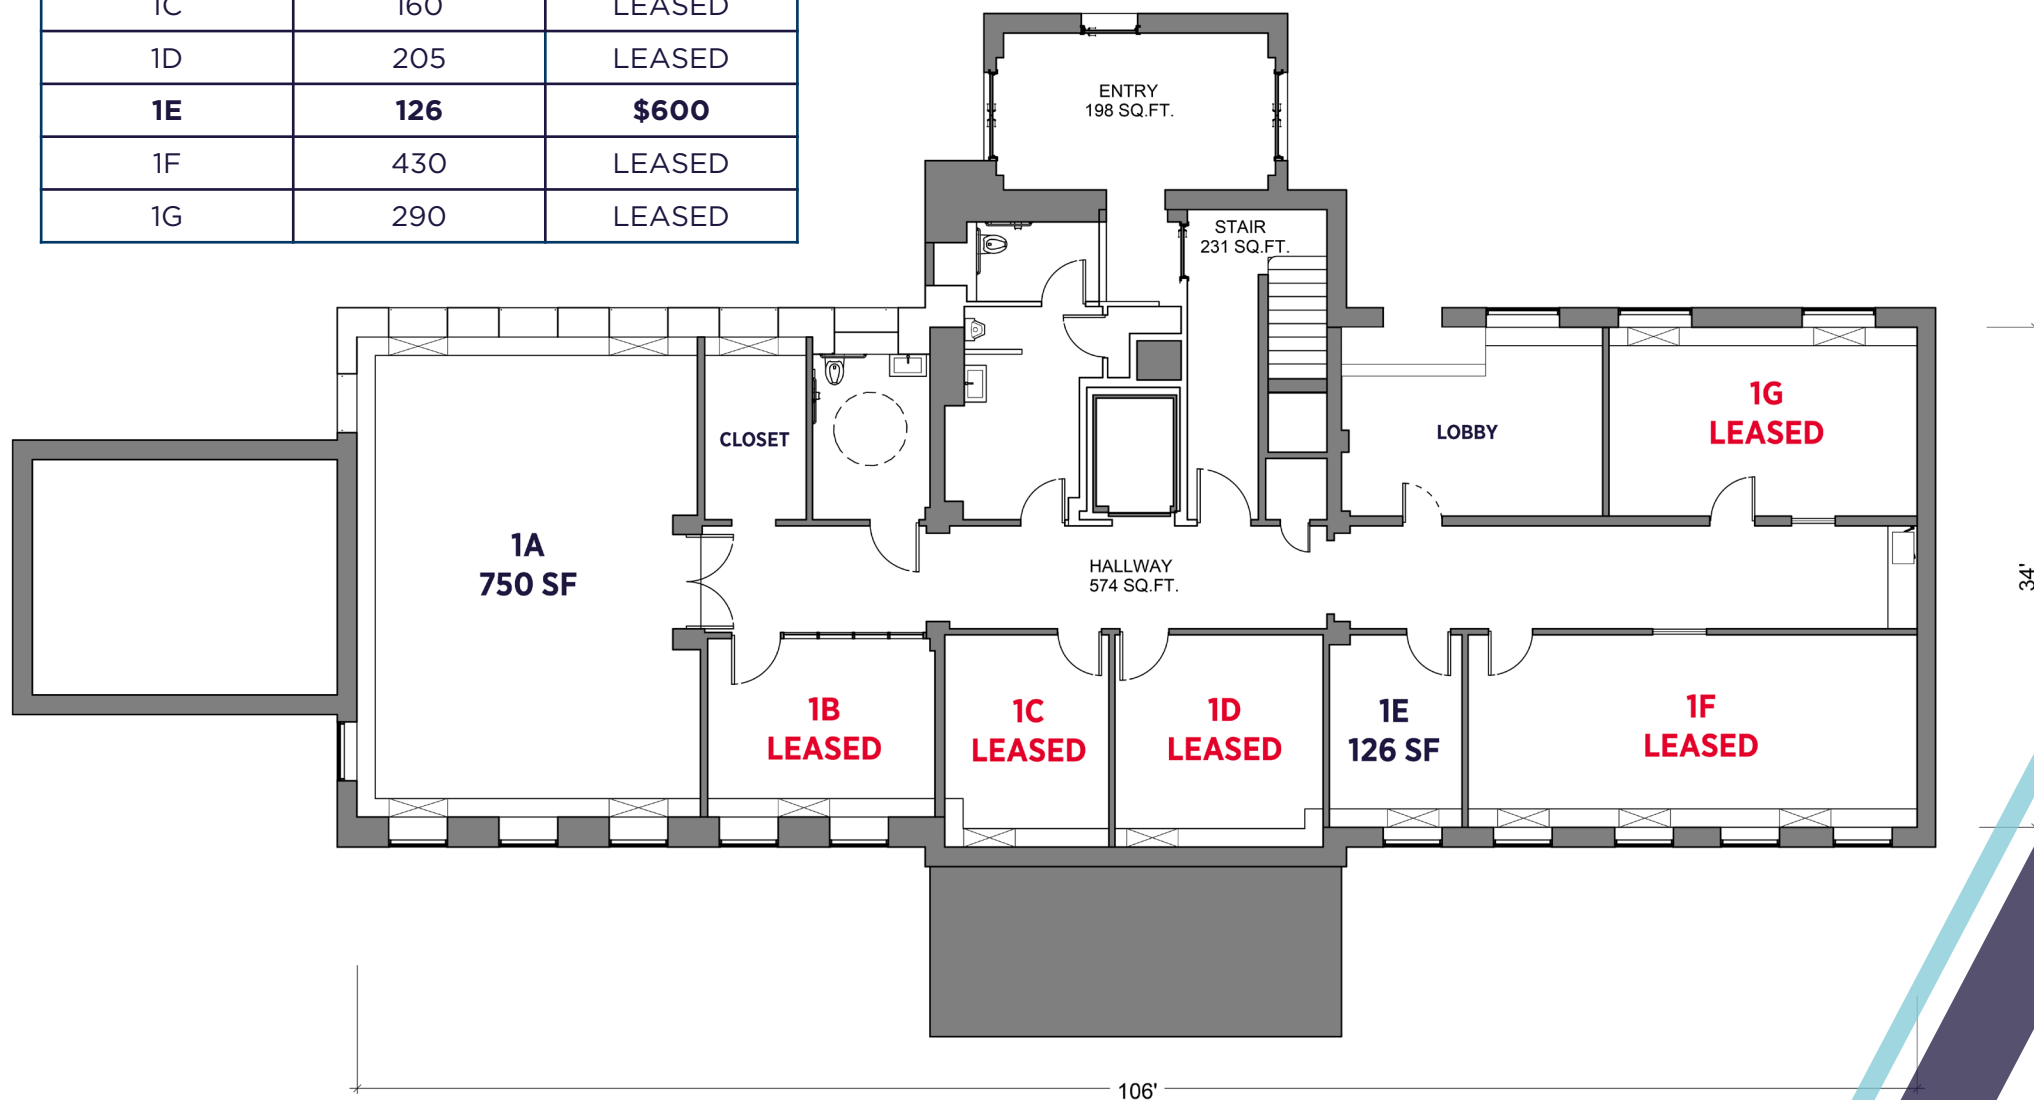 1C 160 LEASED
1D 205 LEASED
1E 126 $600
1F 430 LEASED
1G 290 LEASED
ENTRY
198 SQ.FT.
STAIR
231 SQ.FT.
1G
LEASED
LOBBY
CLOSET
1A
750 SF
HALLWAY
574 SQ.FT.
34'
1B
LEASED
1C
LEASED
1D
LEASED
1E
126 SF
1F
LEASED
106'